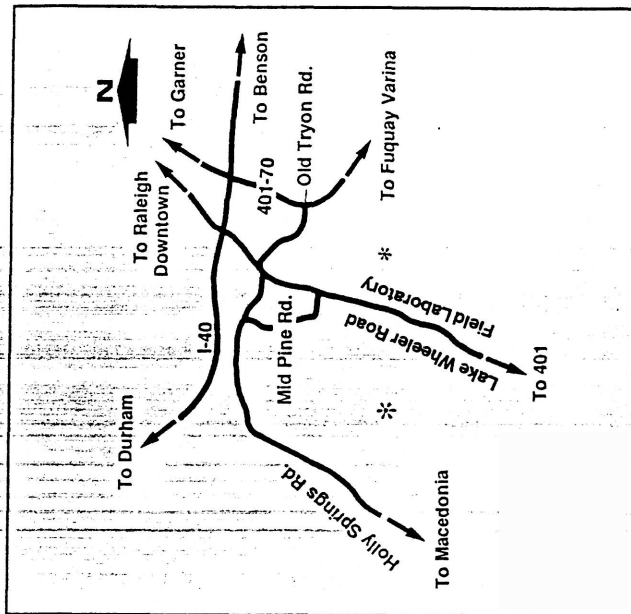 N
To Garner
To Raleigh
Downtown
To Benson
Old Tryon Rd.
401-70
To Fuquay Varina
I-40
To Durham
Mid Pine Rd.
*
Field Laboratory
Lake Wheeler Road
To 401
*
Holly Springs Rd.
To Macedonia